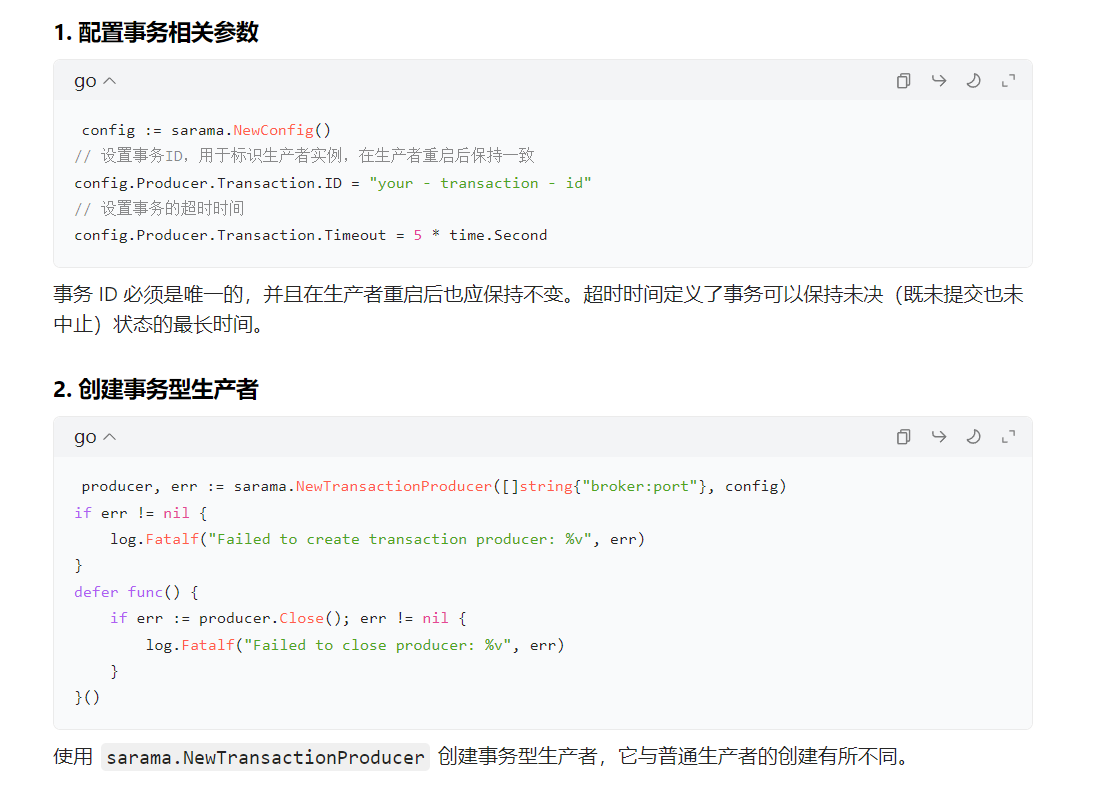 1. 配置事务相关参数
go
config := sarama.NewConfig()
// 设置事务ID，用于标识生产者实例，在生产者重启后保持一致
config.Producer.Transaction.ID = "your - transaction - id"
// 设置事务的超时时间
config.Producer.Transaction.Timeout = 5 * time.Second
事务 ID 必须是唯一的，并且在生产者重启后也应保持不变。超时时间定义了事务可以保持未决（既未提交也未
中止）状态的最长时间。
2. 创建事务型生产者
go
producer, err := sarama.NewTransactionProducer([]string{"broker:port"}, config)
if err != nil {
    log.Fatalf("Failed to create transaction producer: %v", err)
}
defer func() {
    if err := producer.Close(); err != nil {
        log.Fatalf("Failed to close producer: %v", err)
    }
}()
使用 sarama.NewTransactionProducer 创建事务型生产者，它与普通生产者的创建有所不同。